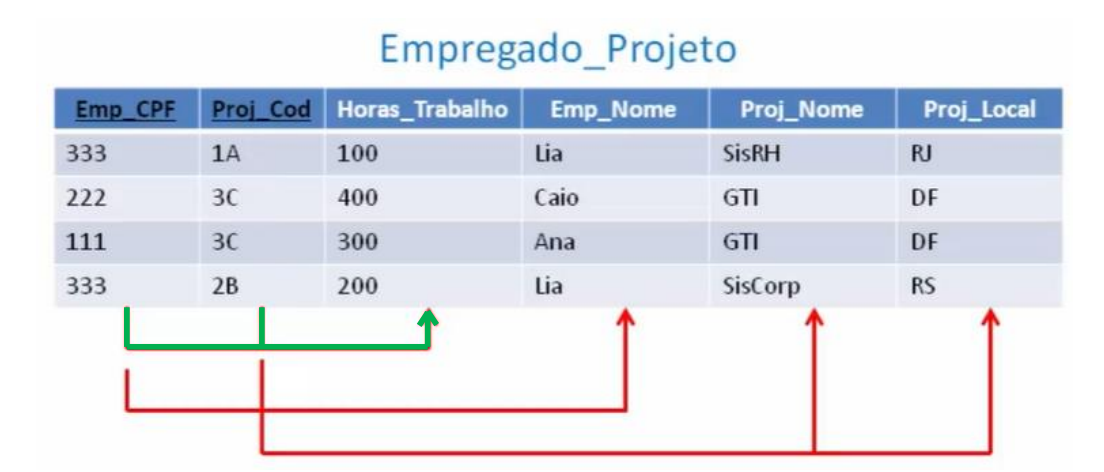 Empregado_Projeto
Emp_CPF Proj_Cod Horas_Trabalho Emp_Nome Proj_Nome Proj_Local
333 1A 100 Lia SisRH RJ
222 3C 400 Caio GTI DF
111 3C 300 Ana GTI DF
333 2B 200 Lia SisCorp RS